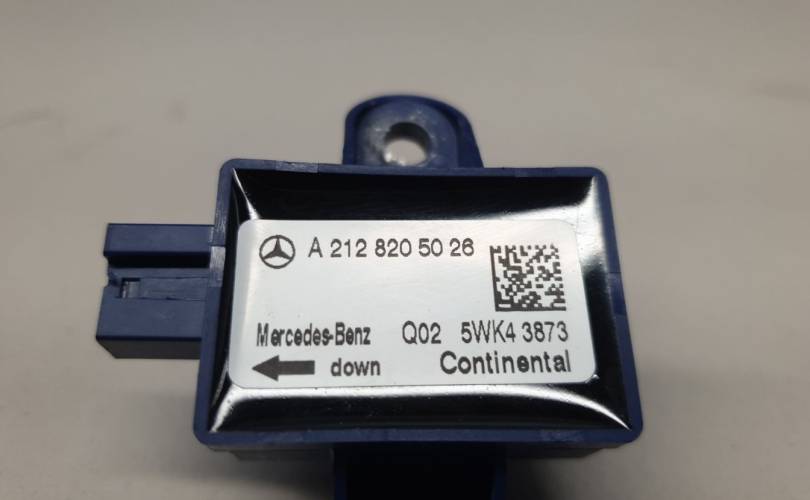 A 212 820 50 26
Mercedes-Benz Q02 5WK4 3873
down Continental